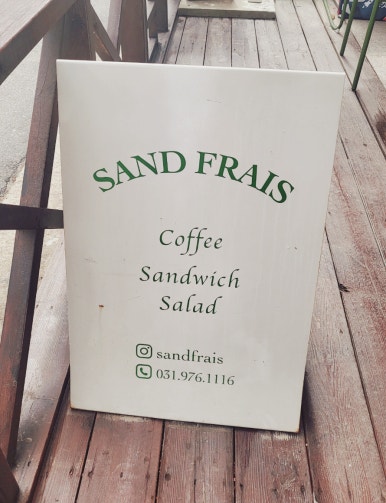 SAND FRAIS
Coffee
Sandwich
Salad
sandfrais
031.976.1116